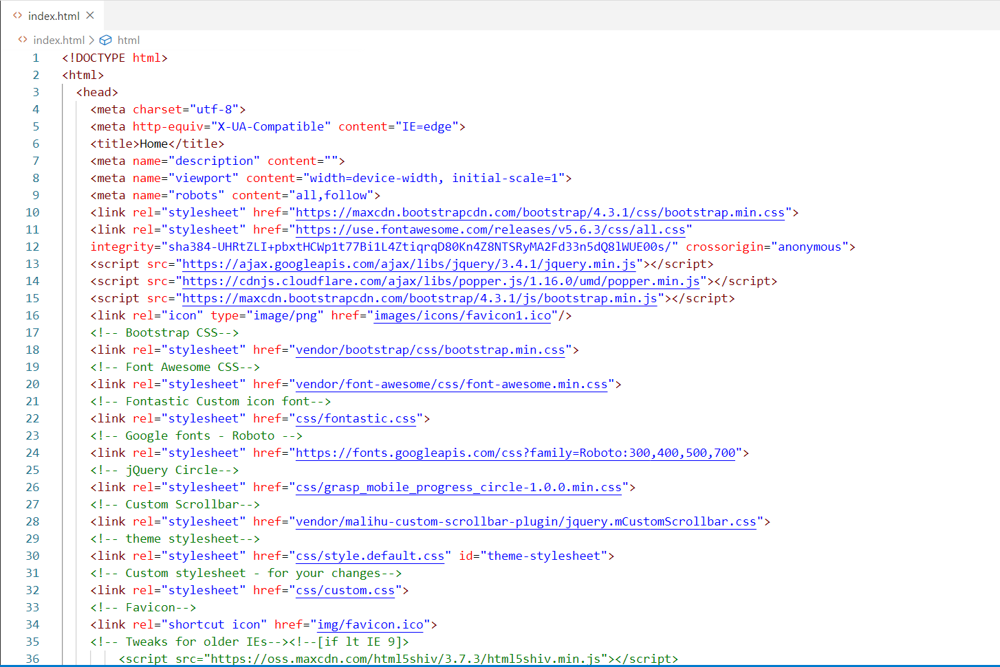 index.html
index.html > html
1 <!DOCTYPE html>
2 <html>
3 <head>
4 <meta charset="utf-8">
5 <meta http-equiv="X-UA-Compatible" content="IE=edge">
6 <title>Home</title>
7 <meta name="description" content="">
8 <meta name="viewport" content="width=device-width, initial-scale=1">
9 <meta name="robots" content="all,follow">
10 <link rel="stylesheet" href="https://maxcdn.bootstrapcdn.com/bootstrap/4.3.1/css/bootstrap.min.css">
11 <link rel="stylesheet" href="https://use.fontawesome.com/releases/v5.6.3/css/all.css"
12 integrity="sha384-UHRtZLI+pbxtHCWp1t77Bi1L4ZtiqrqD80Kn4Z8NTSRyMA2Fd33n5dQ8lWUE00s/" crossorigin="anonymous">
13 <script src="https://ajax.googleapis.com/ajax/libs/jquery/3.4.1/jquery.min.js"></script>
14 <script src="https://cdnjs.cloudflare.com/ajax/libs/popper.js/1.16.0/umd/popper.min.js"></script>
15 <script src="https://maxcdn.bootstrapcdn.com/bootstrap/4.3.1/js/bootstrap.min.js"></script>
16 <link rel="icon" type="image/png" href="images/icons/favicon1.ico"/>
17 <!-- Bootstrap CSS-->
18 <link rel="stylesheet" href="vendor/bootstrap/css/bootstrap.min.css">
19 <!-- Font Awesome CSS-->
20 <link rel="stylesheet" href="vendor/font-awesome/css/font-awesome.min.css">
21 <!-- Fontastic Custom icon font-->
22 <link rel="stylesheet" href="css/fontastic.css">
23 <!-- Google fonts - Roboto -->
24 <link rel="stylesheet" href="https://fonts.googleapis.com/css?family=Roboto:300,400,500,700">
25 <!-- jQuery Circle-->
26 <link rel="stylesheet" href="css/grasp_mobile_progress_circle-1.0.0.min.css">
27 <!-- Custom Scrollbar-->
28 <link rel="stylesheet" href="vendor/malihu-custom-scrollbar-plugin/jquery.mCustomScrollbar.css">
29 <!-- theme stylesheet-->
30 <link rel="stylesheet" href="css/style.default.css" id="theme-stylesheet">
31 <!-- Custom stylesheet - for your changes-->
32 <link rel="stylesheet" href="css/custom.css">
33 <!-- Favicon-->
34 <link rel="shortcut icon" href="img/favicon.ico">
35 <!-- Tweaks for older IEs--><!--[if lt IE 9]>
36 <script src="https://oss.maxcdn.com/html5shiv/3.7.3/html5shiv.min.js"></script>